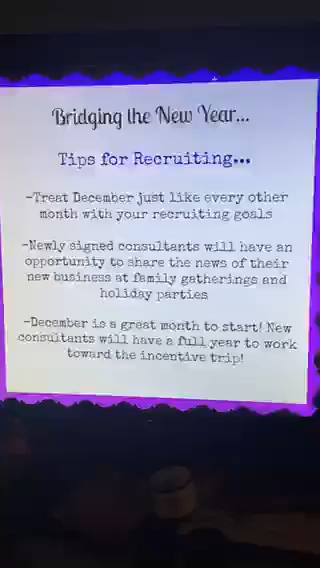 Bridging the New Year...
Tips for Recruiting...
-Treat December just like every other
month with your recruiting goals
-Newly signed consultants will have an
opportunity to share the news of their
new business at family gatherings and
holiday parties
-December is a great month to start! New
consultants will have a full year to work
toward the incentive trip!